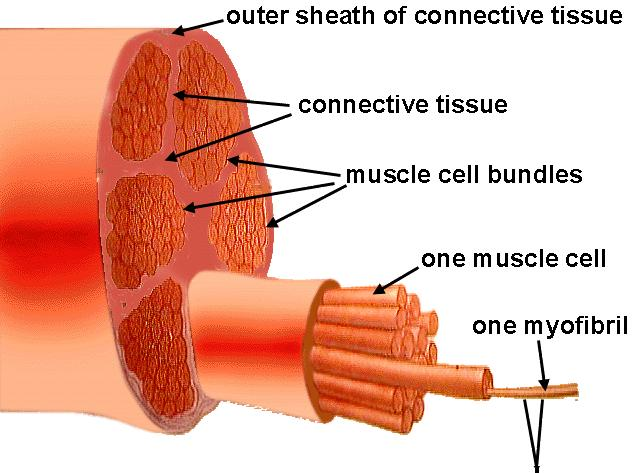 outer sheath of connective tissue
connective tissue
muscle cell bundles
one muscle cell
one myofibril